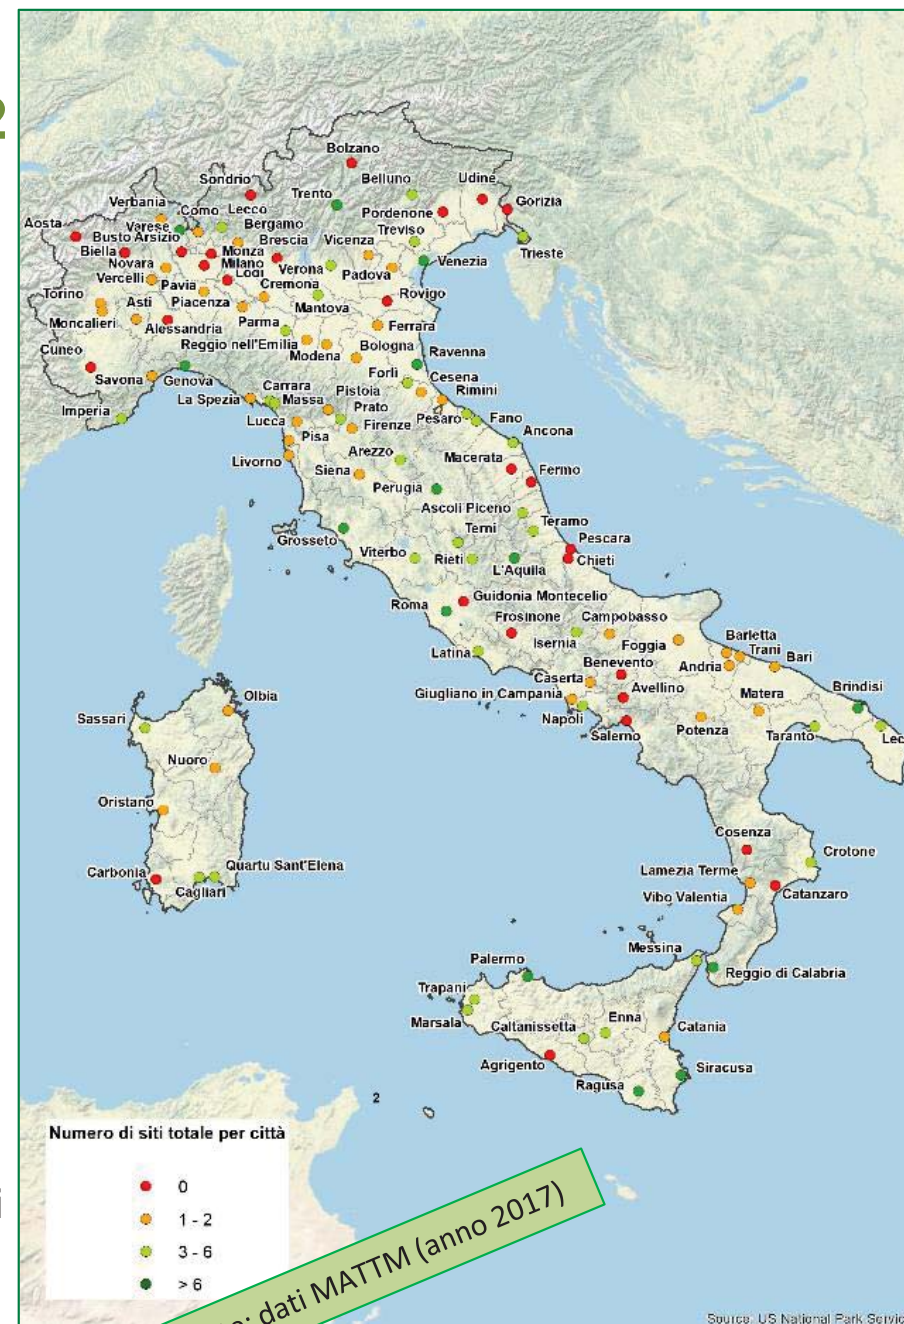 2
Bolzano
Belluno
Udine
Sondrio
Trento
Gorizia
Verbania
Como
Lecco
Pordenone
Aosta
Varese
Bergamo
Treviso
Busto Arsizio
Brescia
Vicenza
Trieste
Biella
Monza
Novara
Milano
Verona
Padova
Venezia
Vercelli
Lodi
Torino
Pavia
Cremona
Asti
Piacenza
Mantova
Rovigo
Moncalieri
Alessandria
Parma
Ferrara
Cuneo
Reggio nell'Emilia
Bologna
Modena
Ravenna
Savona
Genova
Forlì
Cesena
Carrara
Pistoia
Rimini
La Spezia
Massa
Prato
Imperia
Lucca
Firenze
Pesaro
Fano
Pisa
Ancona
Arezzo
Macerata
Livorno
Siena
Fermo
Perugia
Ascoli Piceno
Terni
Teramo
Grosseto
Pescara
Viterbo
Rieti
Chieti
L'Aquila
Guidonia Montecelio
Roma
Frosinone
Campobasso
Isernia
Foggia
Barletta
Trani
Latina
Benevento
Andria
Bari
Caserta
Avellino
Matera
Brindisi
Giugliano in Campania
Olbia
Napoli
Sassari
Salerno
Potenza
Taranto
Lec
Nuoro
Oristano
Cosenza
Crotone
Carbonia
Quartu Sant'Elena
Lamezia Terme
Cagliari
Catanzaro
Vibo Valentia
Messina
Palermo
Reggio di Calabria
Trapani
Marsala
Caltanissetta
Enna
Catania
Agrigento
Siracusa
Ragusa
2
Numero di siti totale per città
0
1 - 2
3 - 6
> 6
i
dati MATTM (anno 2017)
Source: US National Park Servic